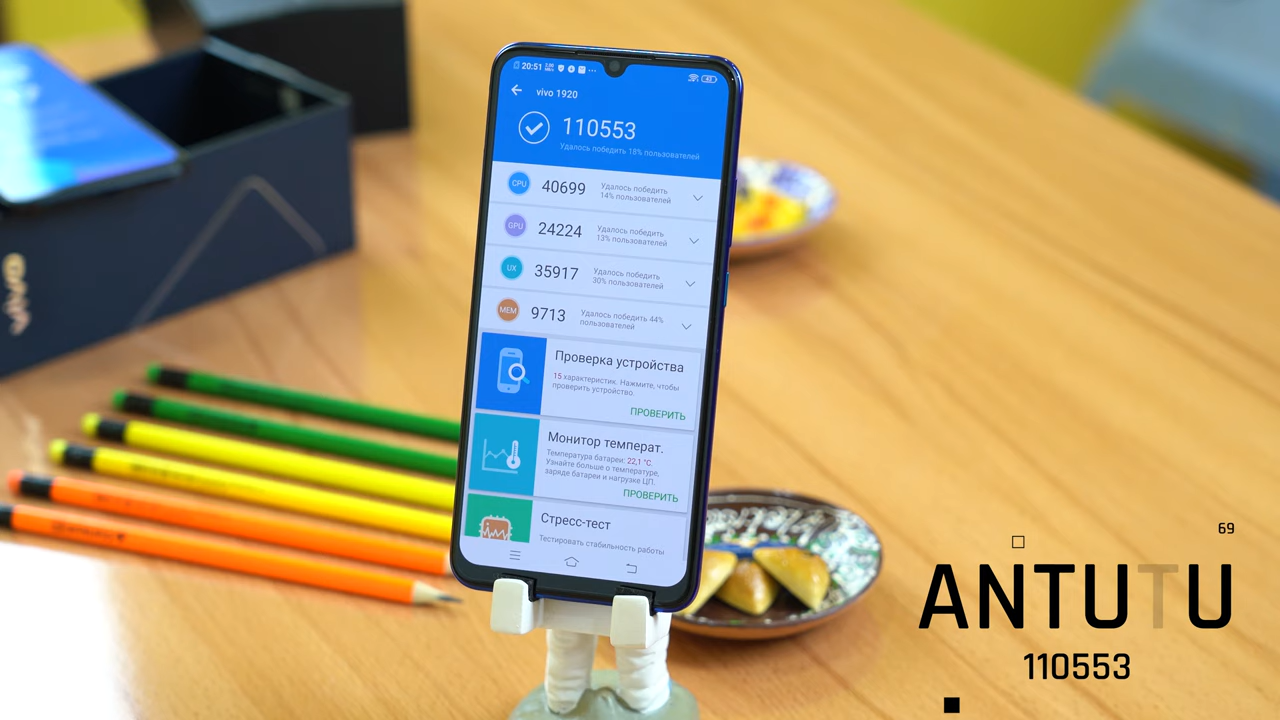 20:51
vivo 1920
110553
Удалось победить 18% пользователей
CPU
40699
Удалось победить
14% пользователей
GPU
24224
Удалось победить
13% пользователей
UX
35917
Удалось победить
30% пользователей
MEM
9713
Удалось победить 44%
пользователей
Проверка устройства
15 характеристик. Нажмите, чтобы
проверить устройство.
ПРОВЕРИТЬ
Монитор температ.
Температура батареи: 22,1 °C.
Узнайте больше о температуре,
заряде батареи и нагрузке ЦП.
ПРОВЕРИТЬ
Стресс-тест
Тестировать стабильность работы
vivo
69
ANTUTU
110553